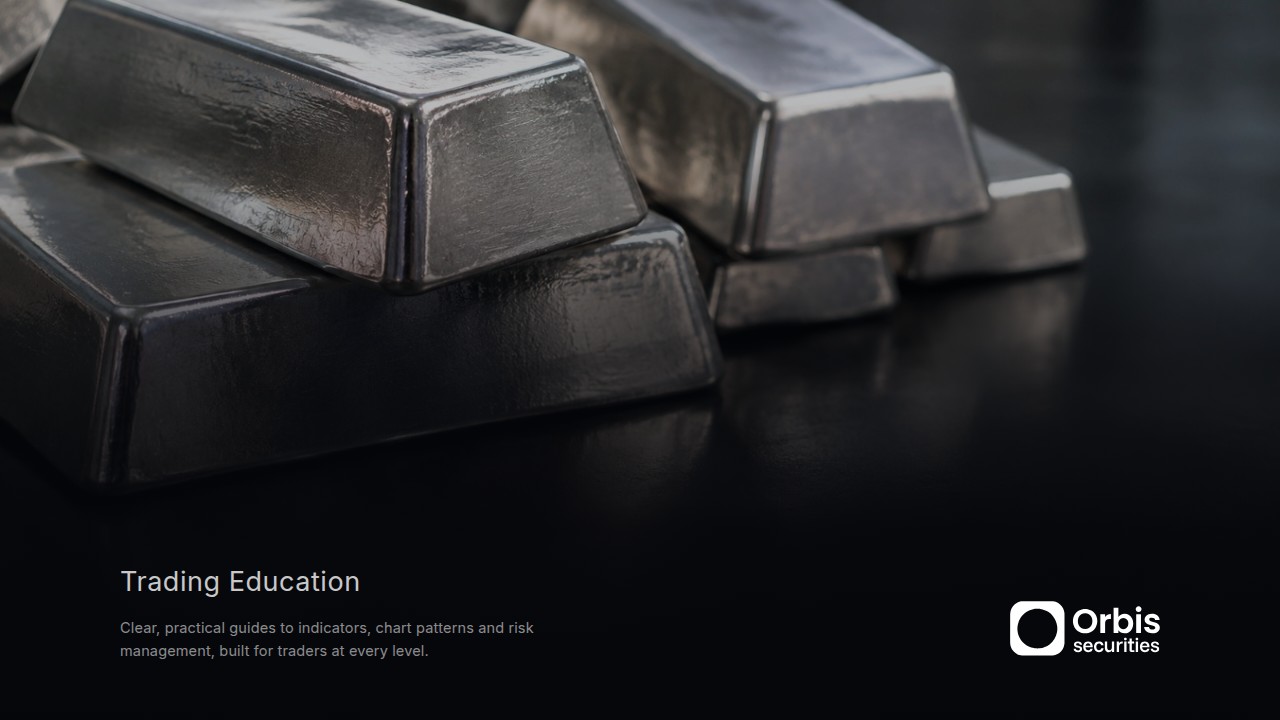 Trading Education
Clear, practical guides to indicators, chart patterns and risk
management, built for traders at every level.
Orbis
securities